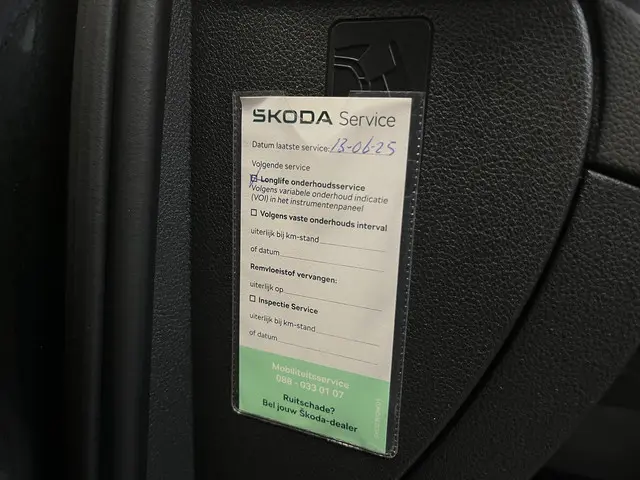 ŠKODA Service
Datum laatste service: 13-06-25
Volgende service
Longlife onderhoudsservice
Volgens variabele onderhoud indicatie
(VOI) in het instrumentenpaneel
Volgens vaste onderhouds interval
uiterlijk bij km-stand
of datum
Remvloeistof vervangen:
uiterlijk op
Inspectie Service
uiterlijk bij km-stand
of datum
Mobiliteitsservice
088 - 033 01 07
Ruitschade?
Bel jouw Škoda-dealer